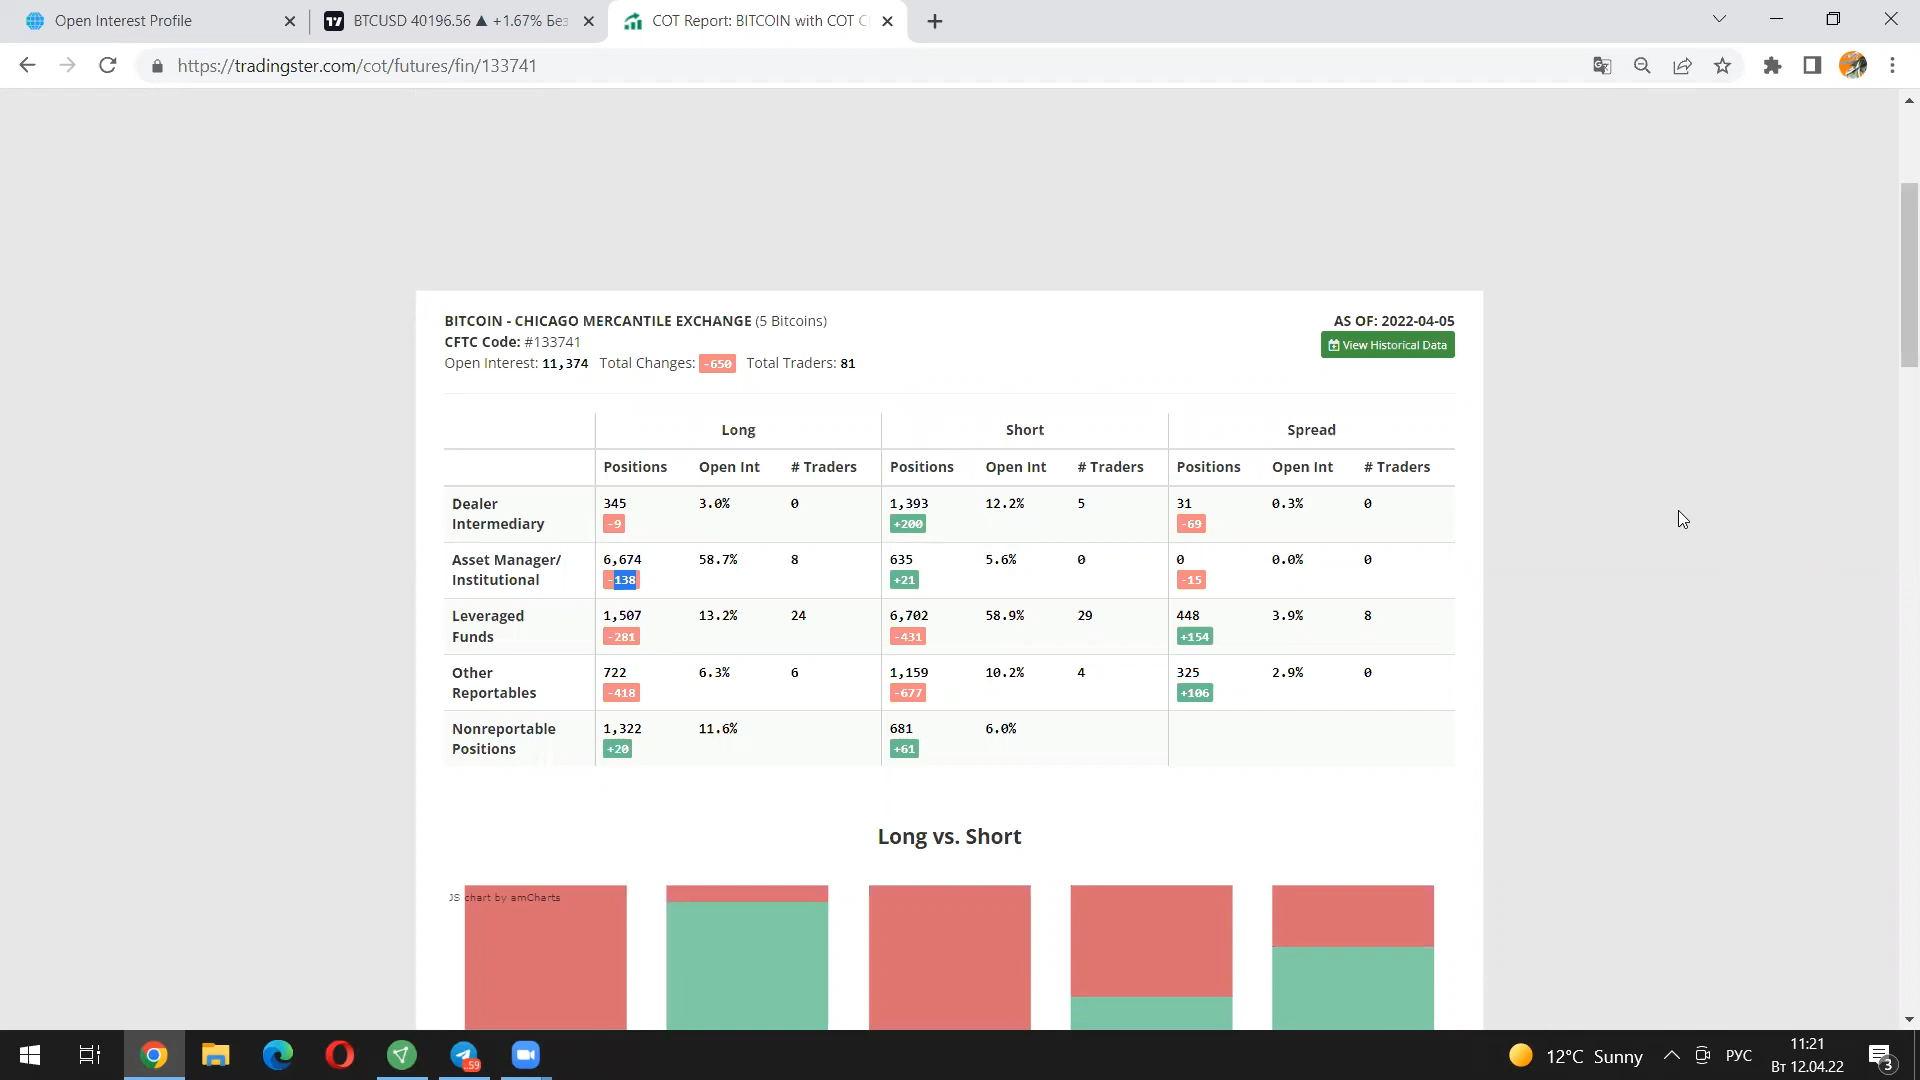 Open Interest Profile
BTCUSD 40196.56 ▲ +1.67% Без
COT Report: BITCOIN with COT C
https://tradingster.com/cot/futures/fin/133741
BITCOIN - CHICAGO MERCANTILE EXCHANGE (5 Bitcoins)
AS OF: 2022-04-05
CFTC Code: #133741
View Historical Data
Open Interest: 11,374 Total Changes: -650 Total Traders: 81
Long Short Spread
Positions Open Int # Traders Positions Open Int # Traders Positions Open Int # Traders
Dealer 345 3.0% 0 1,393 12.2% 5 31 0.3% 0
Intermediary -9 +200 -69
Asset Manager/ 6,674 58.7% 8 635 5.6% 0 0 0.0% 0
Institutional -138 +21 -15
Leveraged 1,507 13.2% 24 6,702 58.9% 29 448 3.9% 8
Funds -281 -431 +154
Other 722 6.3% 6 1,159 10.2% 4 325 2.9% 0
Reportables -418 -677 +106
Nonreportable 1,322 11.6% 681 6.0%
Positions +20 +61
Long vs. Short
JS chart by amCharts
59
12°C Sunny
РУС
11:21
Вт 12.04.22
3